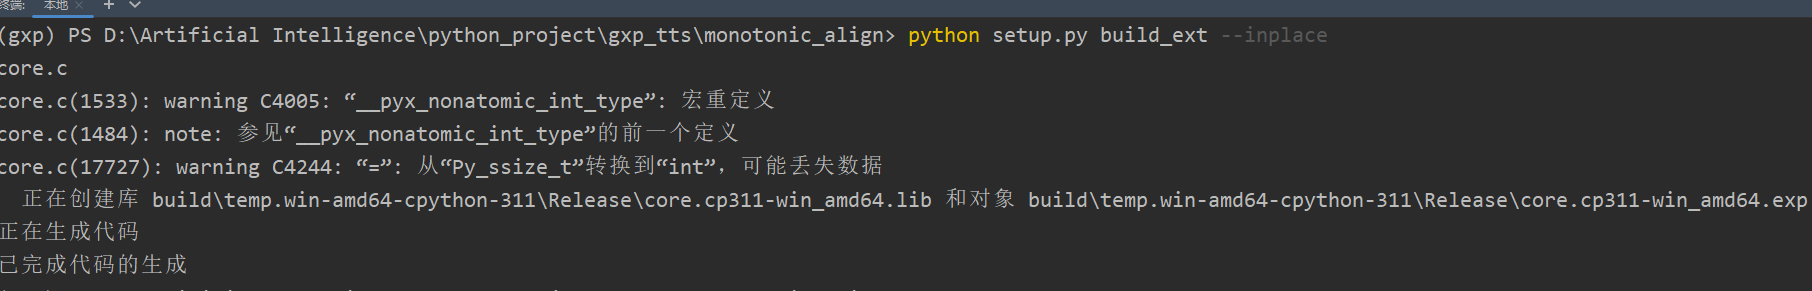 终端: 本地 × +
(gxp) PS D:\Artificial Intelligence\python_project\gxp_tts\monotonic_align> python setup.py build_ext --inplace
core.c
core.c(1533): warning C4005: “__pyx_nonatomic_int_type”: 宏重定义
core.c(1484): note: 参见“__pyx_nonatomic_int_type”的前一个定义
core.c(17727): warning C4244: “=”: 从“Py_ssize_t”转换到“int”，可能丢失数据
正在创建库 build\temp.win-amd64-cpython-311\Release\core.cp311-win_amd64.lib 和对象 build\temp.win-amd64-cpython-311\Release\core.cp311-win_amd64.exp
正在生成代码
已完成代码的生成